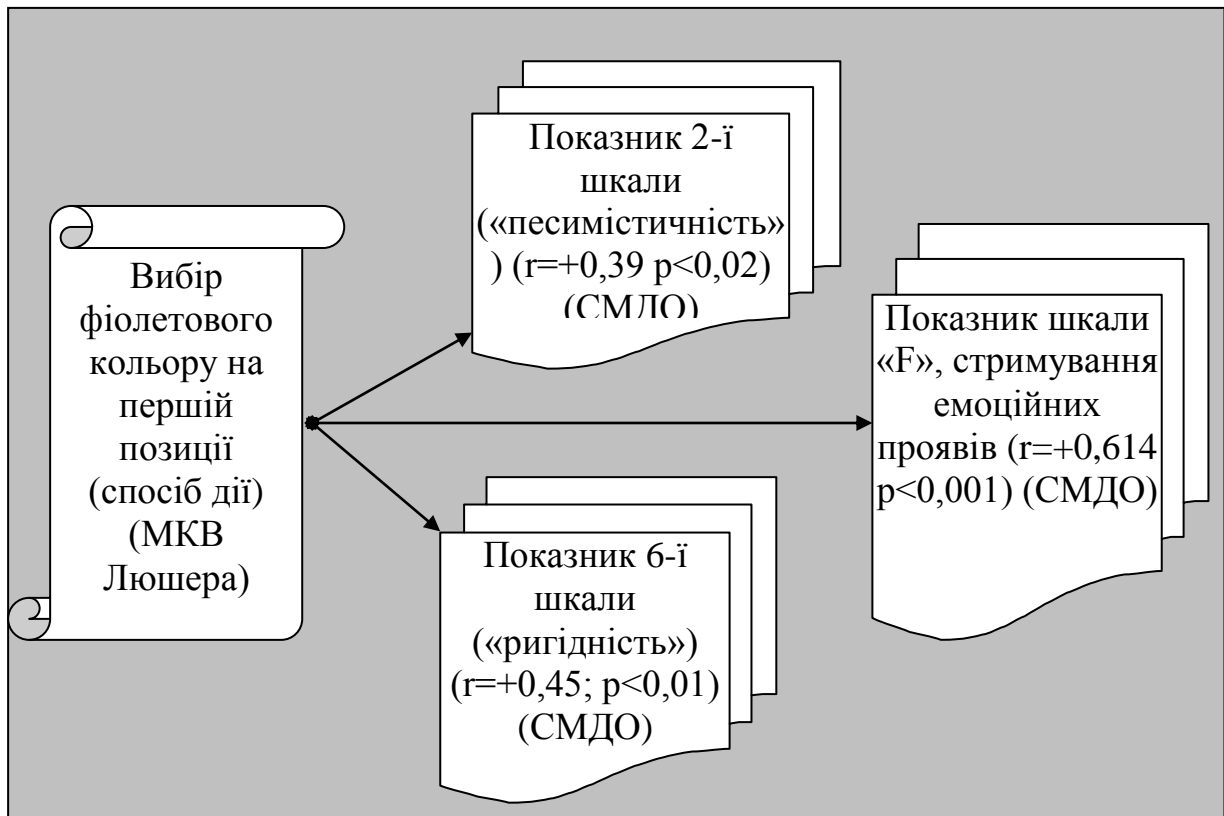 Вибір
фіолетового
кольору на
першій
позиції
(спосіб дії)
(МКВ
Люшера)
Показник 2-ї
шкали
(«песимістичність»
) (r=+0,39 p<0,02)
(СМДО)
Показник шкали
«F», стримування
емоційних
проявів (r=+0,614
p<0,001) (СМДО)
Показник 6-ї
шкали
(«ригідність»)
(r=+0,45; p<0,01)
(СМДО)